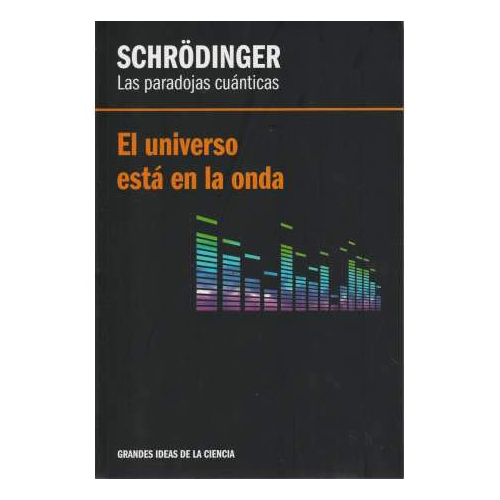 SCHRÖDINGER
Las paradojas cuánticas
El universo
está en la onda
GRANDES IDEAS DE LA CIENCIA